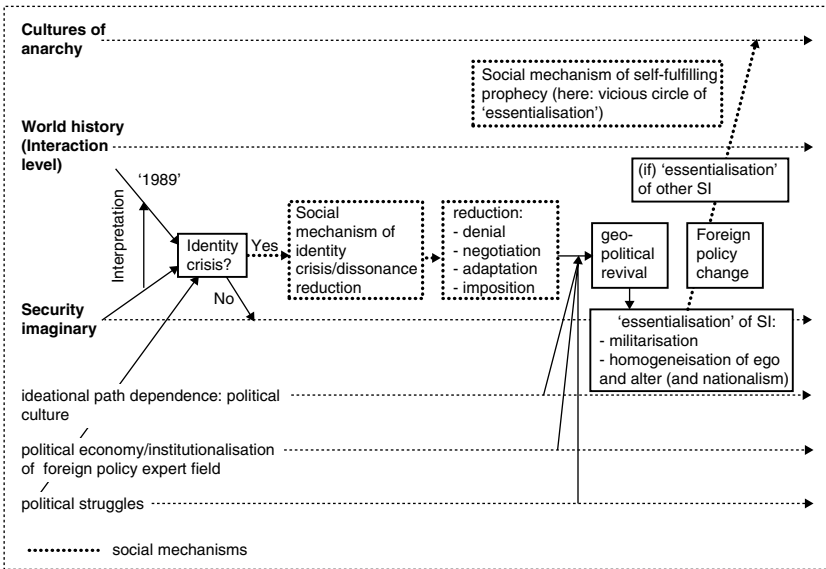 Cultures of
anarchy
Social mechanism of self-fulfilling
prophecy (here: vicious circle of
‘essentialisation’)
World history
(Interaction
level)
‘1989’
(if) ‘essentialisation’
of other SI
Interpretation
Identity
crisis?
Yes
No
Social
mechanism of
identity
crisis/dissonance
reduction
reduction:
- denial
- negotiation
- adaptation
- imposition
geo-
political
revival
Foreign
policy
change
Security
imaginary
‘essentialisation’ of SI:
- militarisation
- homogeneisation of ego
and alter (and nationalism)
ideational path dependence: political
culture
political economy/institutionalisation
of foreign policy expert field
political struggles
social mechanisms